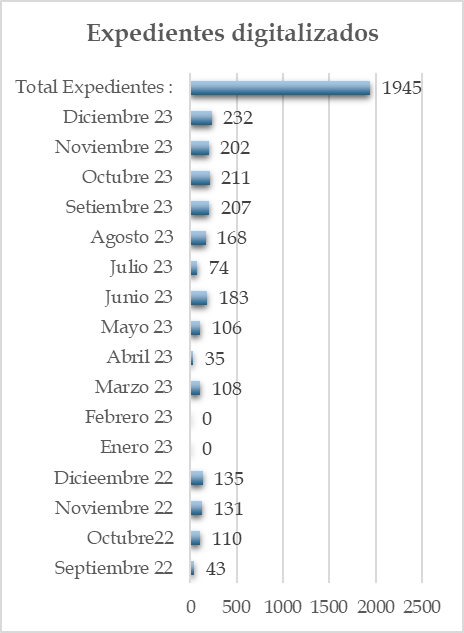 Expedientes digitalizados
Total Expedientes : 1945
Diciembre 23 232
Noviembre 23 202
Octubre 23 211
Setiembre 23 207
Agosto 23 168
Julio 23 74
Junio 23 183
Mayo 23 106
Abril 23 35
Marzo 23 108
Febrero 23 0
Enero 23 0
Dicieembre 22 135
Noviembre 22 131
Octubre22 110
Septiembre 22 43
0 500 1000 1500 2000 2500